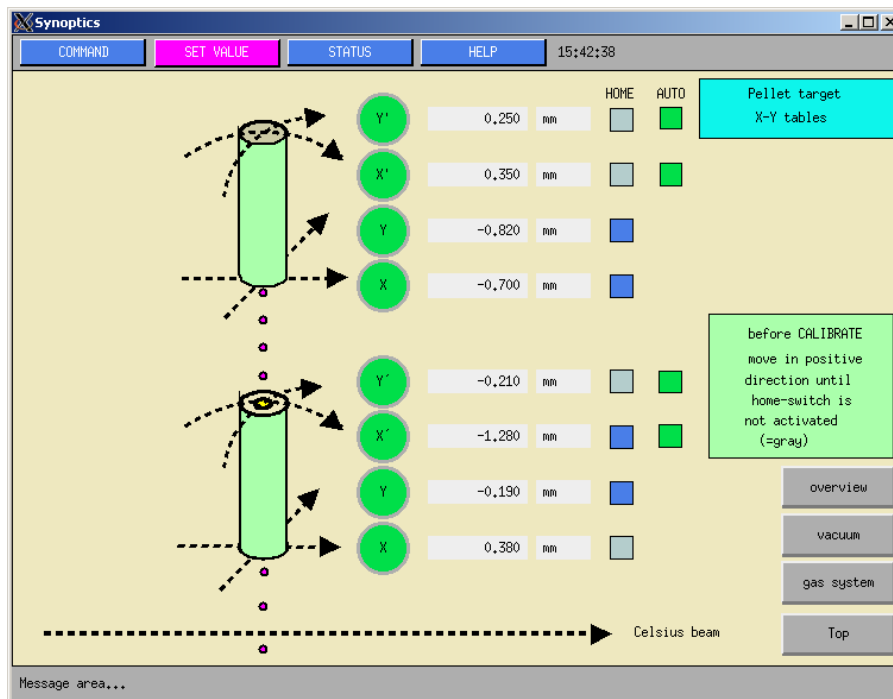 Synoptics
COMMAND SET VALUE STATUS HELP 15:42:38
HOME AUTO
Pellet target
X-Y tables
Y' 0.250 mm
X' 0.350 mm
Y -0.820 mm
X -0.700 mm
before CALIBRATE
move in positive
direction until
home-switch is
not activated
(=gray)
Y´ -0.210 mm
X´ -1.280 mm
Y -0.190 mm
X 0.380 mm
overview
vacuum
gas system
Top
Celsius beam
Message area...